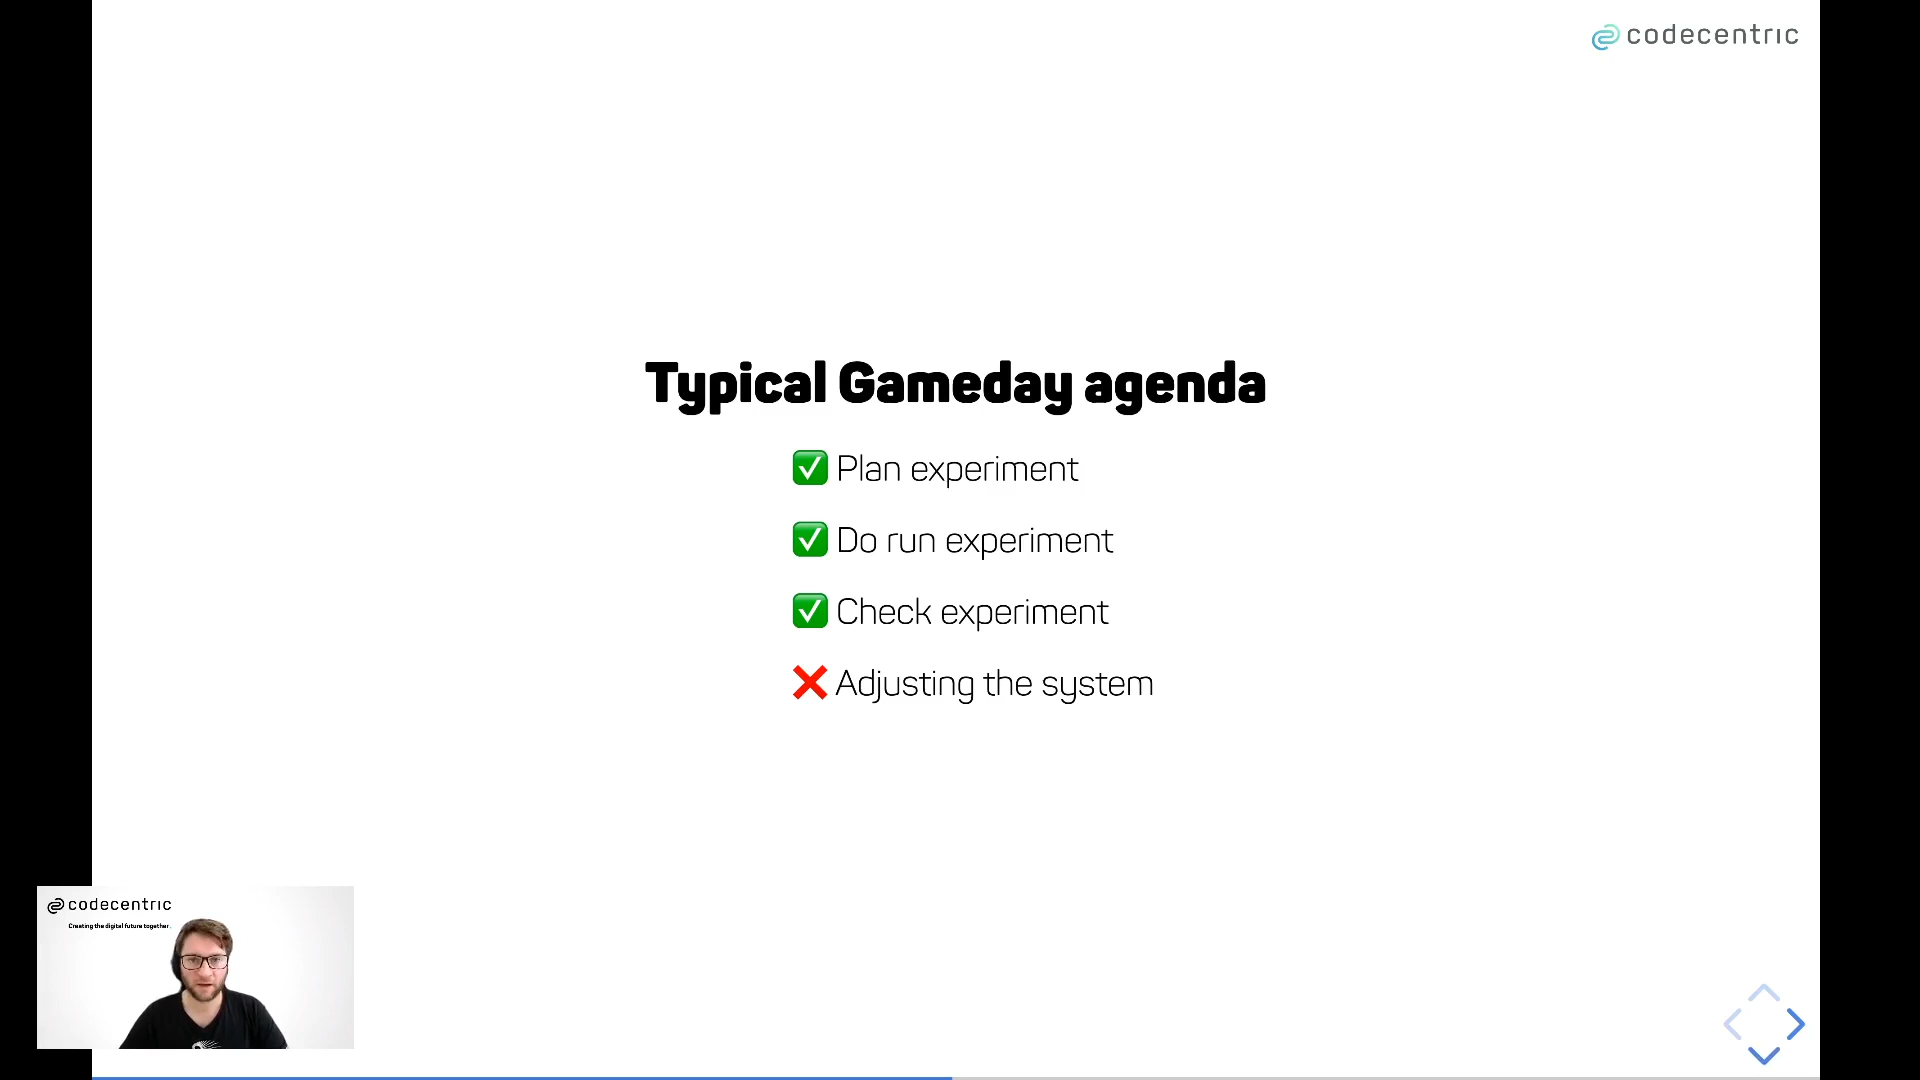 codecentric
Typical Gameday agenda
✅ Plan experiment
✅ Do run experiment
✅ Check experiment
❌ Adjusting the system
codecentric
Creating the digital future together.